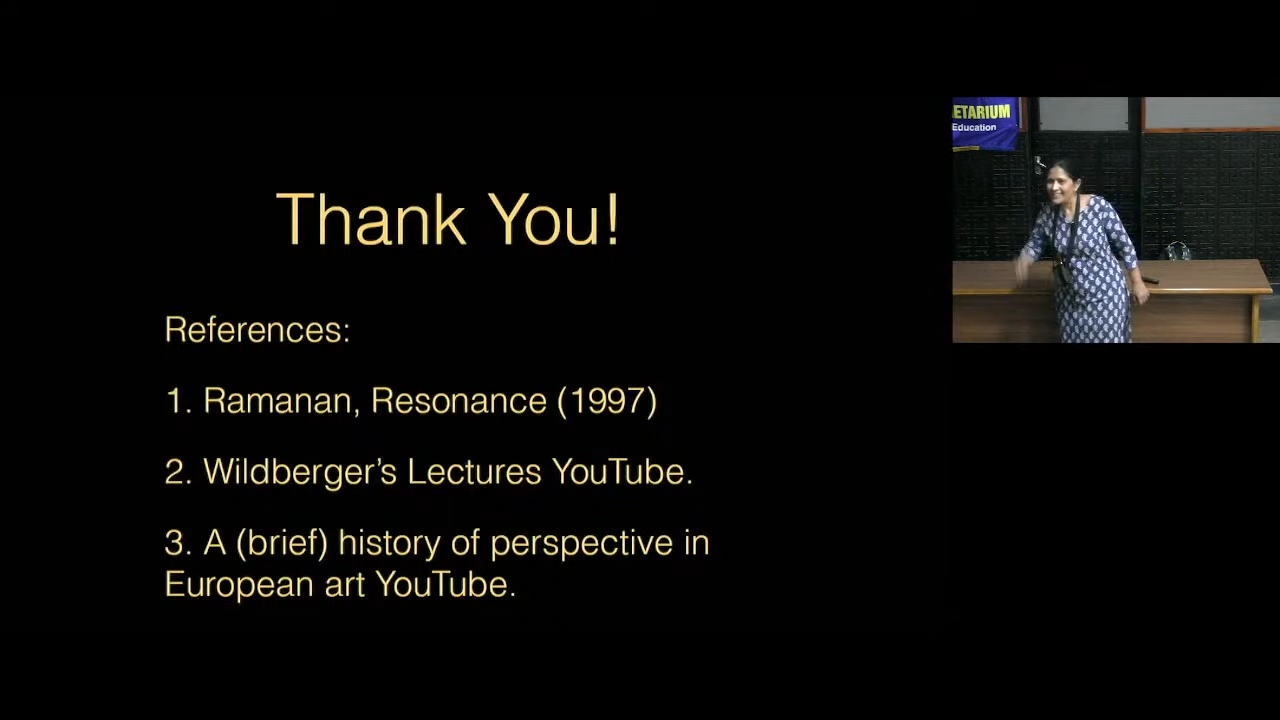 Thank You!
References:
1. Ramanan, Resonance (1997)
2. Wildberger’s Lectures YouTube.
3. A (brief) history of perspective in
European art YouTube.
ETARIUM
Education